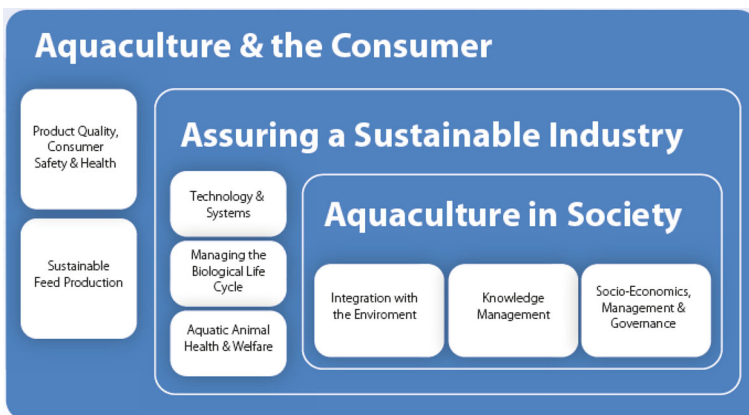 Aquaculture & the Consumer
Product Quality,
Consumer
Safety & Health
Sustainable
Feed Production
Assuring a Sustainable Industry
Technology &
Systems
Managing the
Biological Life
Cycle
Aquatic Animal
Health & Welfare
Aquaculture in Society
Integration with
the Enviroment
Knowledge
Management
Socio-Economics,
Management &
Governance